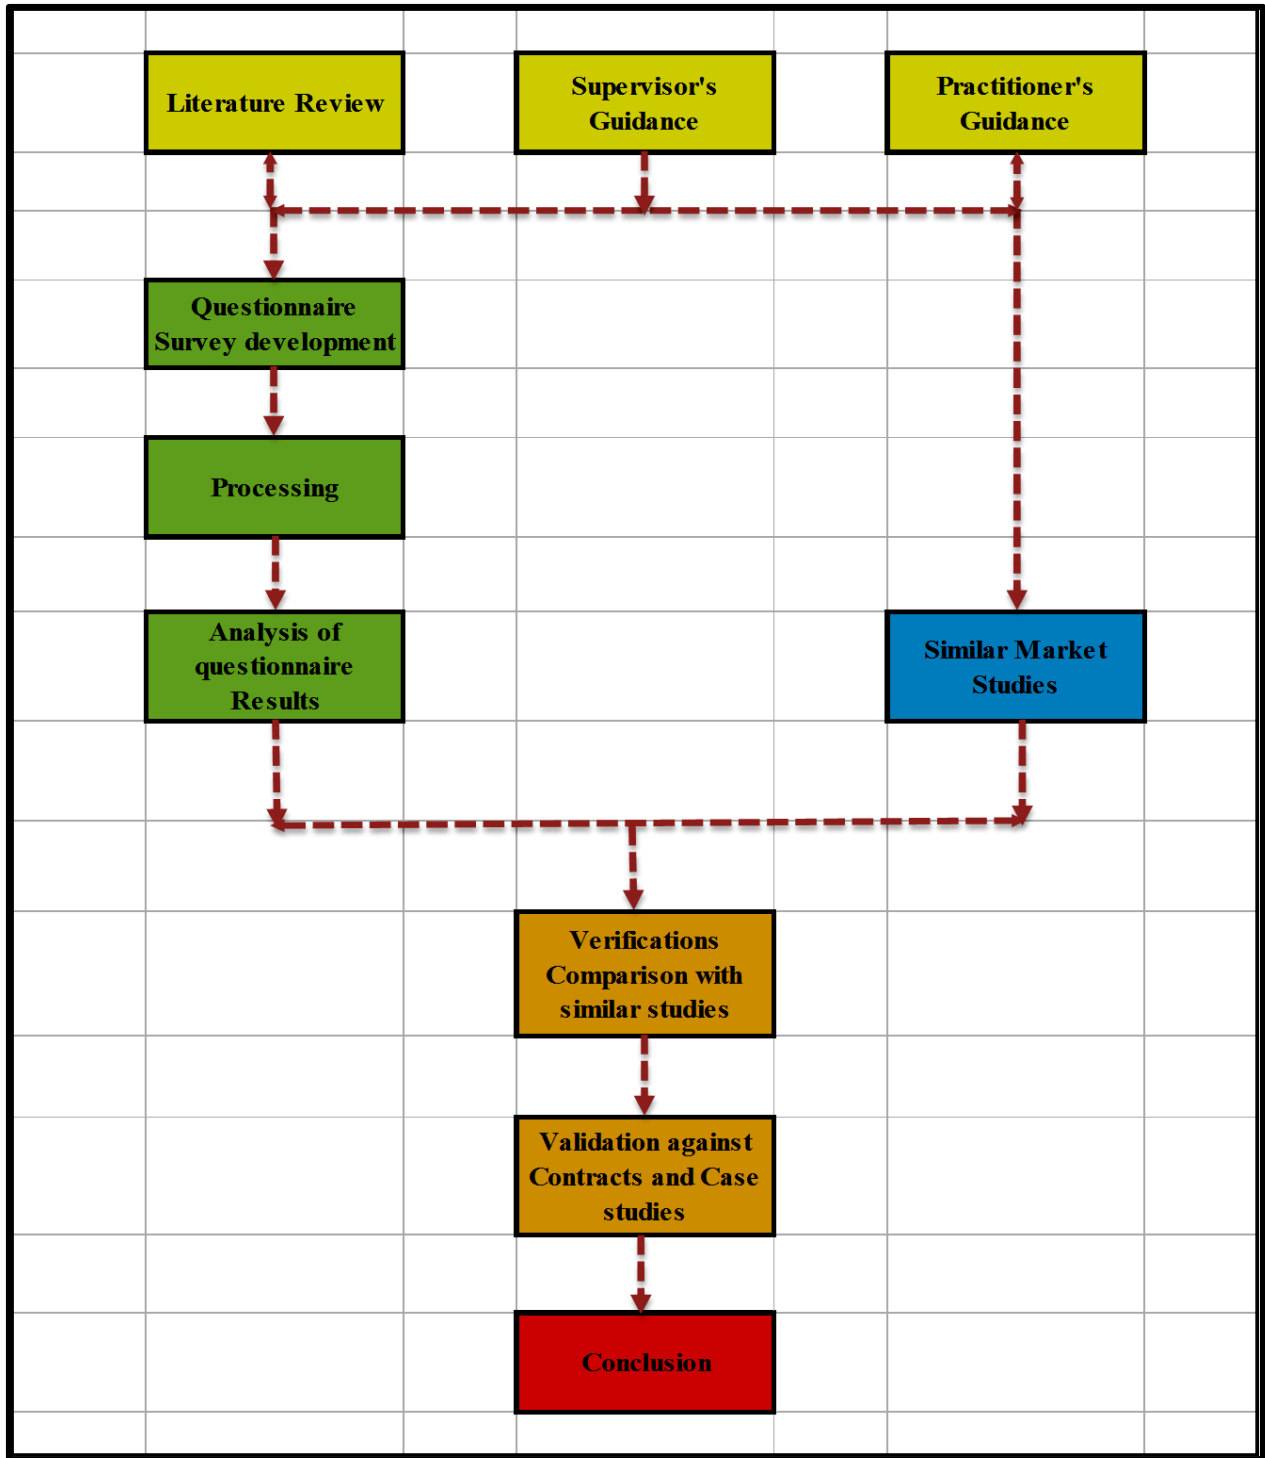 Literature Review
Supervisor's
Guidance
Practitioner's
Guidance
Questionnaire
Survey development
Processing
Analysis of
questionnaire
Results
Similar Market
Studies
Verifications
Comparison with
similar studies
Validation against
Contracts and Case
studies
Conclusion